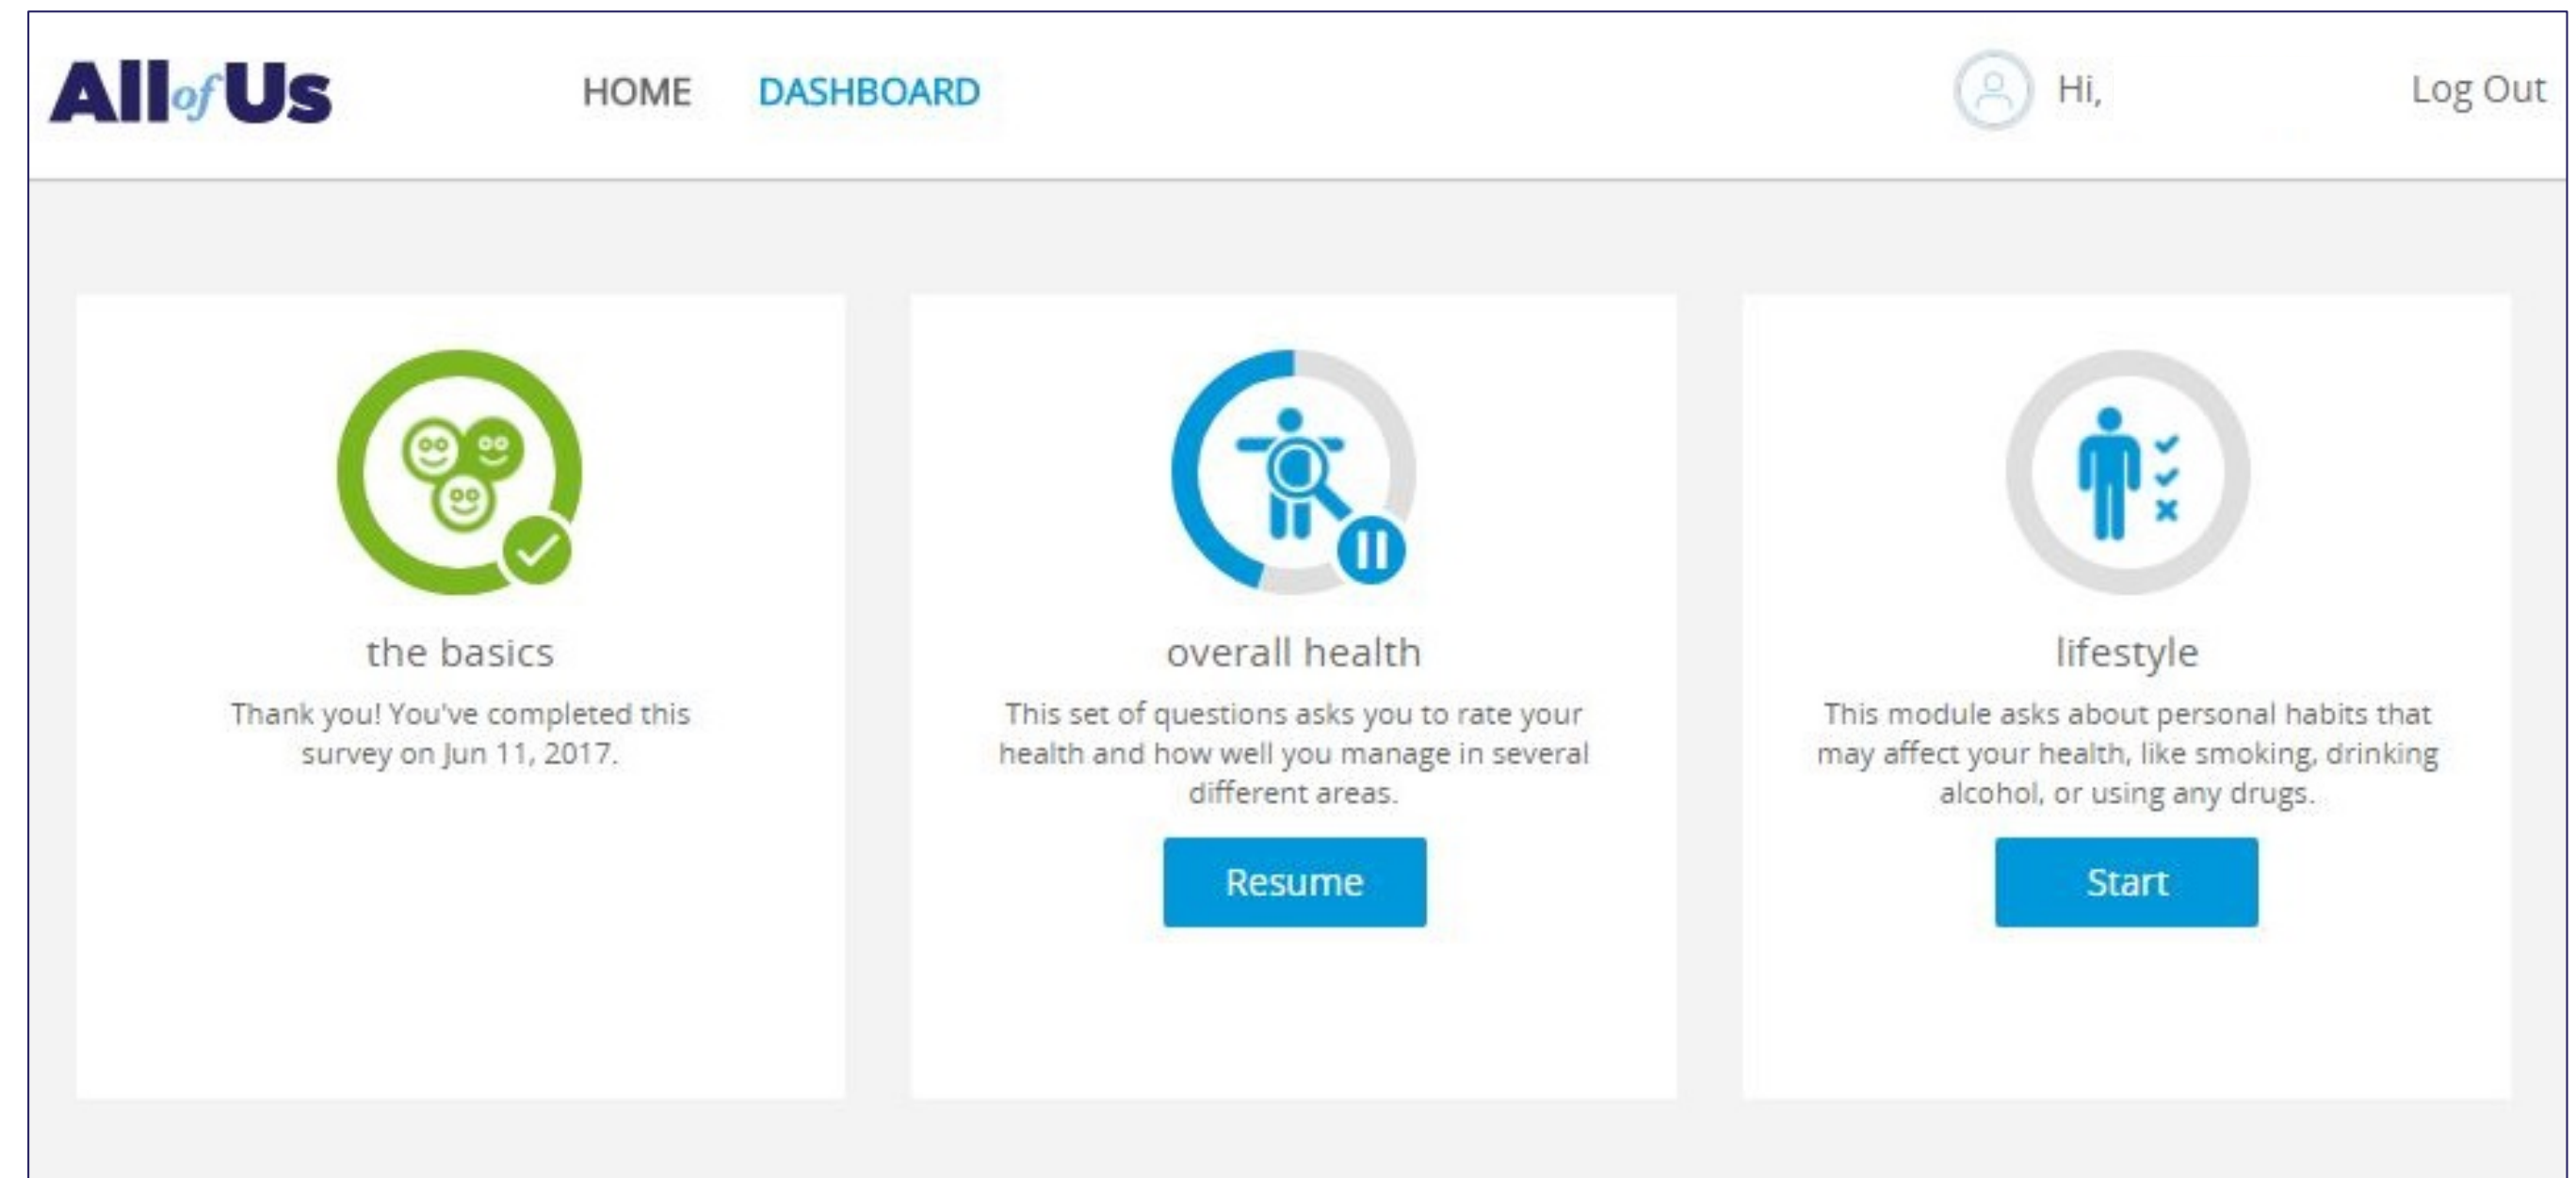 All of Us
HOME
DASHBOARD
Hi,
Log Out
the basics
Thank you! You've completed this
survey on Jun 11, 2017.
overall health
This set of questions asks you to rate your
health and how well you manage in several
different areas.
Resume
lifestyle
This module asks about personal habits that
may affect your health, like smoking, drinking
alcohol, or using any drugs.
Start